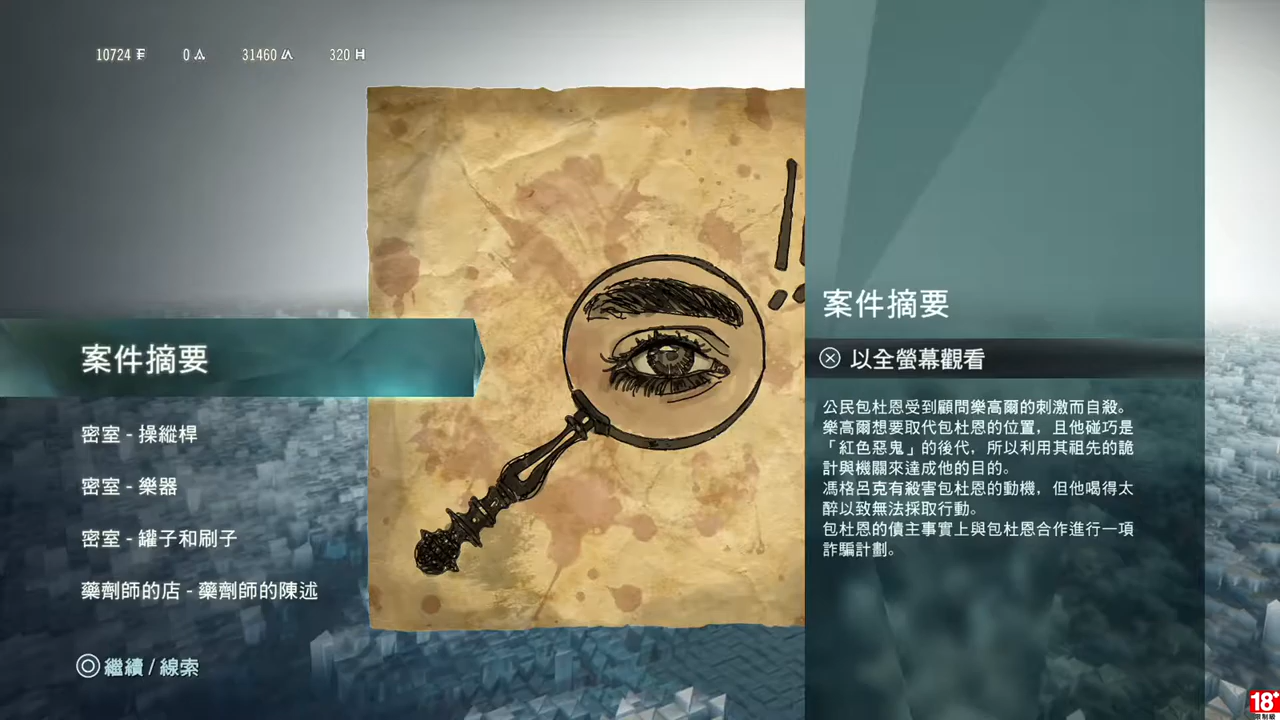 10724
0
31460
320
案件摘要
密室 - 操縱桿
密室 - 樂器
密室 - 罐子和刷子
藥劑師的店 - 藥劑師的陳述
繼續 / 線索
案件摘要
以全螢幕觀看
公民包杜恩受到顧問樂高爾的刺激而自殺。
樂高爾想要取代包杜恩的位置，且他碰巧是
「紅色惡鬼」的後代，所以利用其祖先的詭
計與機關來達成他的目的。
馮格呂克有殺害包杜恩的動機，但他喝得太
醉以致無法採取行動。
包杜恩的債主事實上與包杜恩合作進行一項
詐騙計劃。
18+
限制級